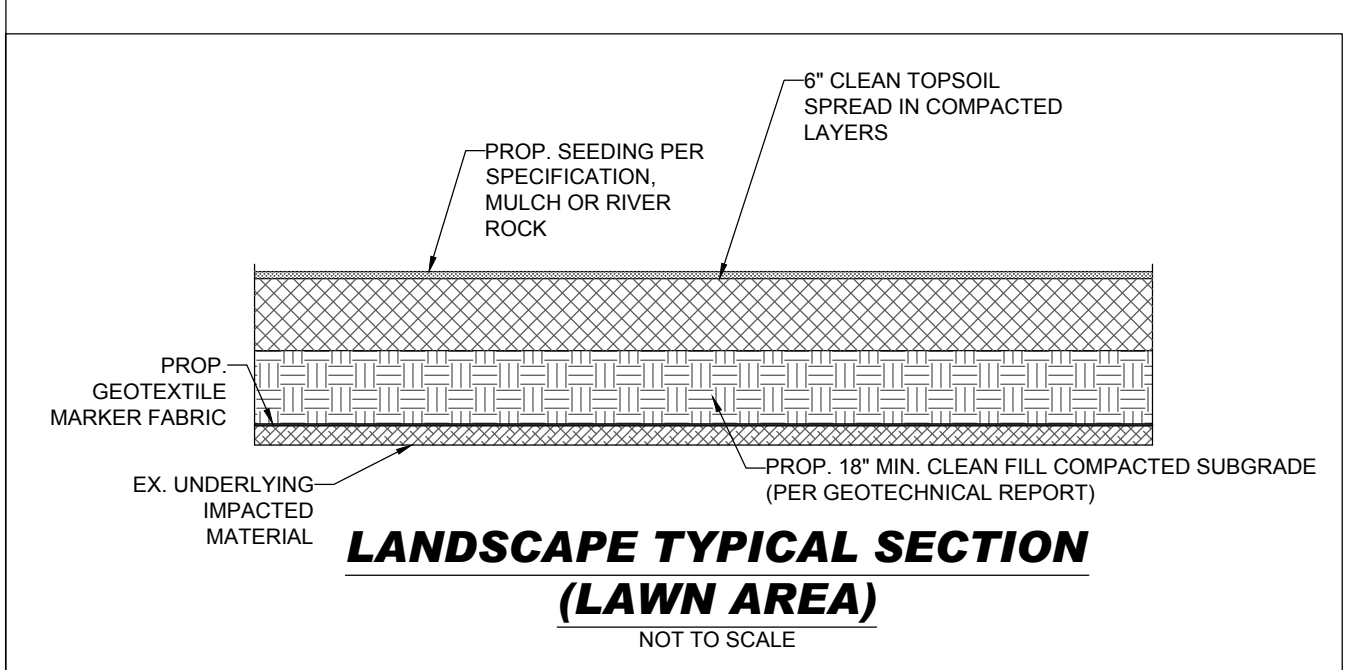 6" CLEAN TOPSOIL
SPREAD IN COMPACTED
LAYERS
PROP. SEEDING PER
SPECIFICATION,
MULCH OR RIVER
ROCK
PROP.
GEOTEXTILE
MARKER FABRIC
EX. UNDERLYING
IMPACTED
MATERIAL
PROP. 18" MIN. CLEAN FILL COMPACTED SUBGRADE
(PER GEOTECHNICAL REPORT)
LANDSCAPE TYPICAL SECTION
(LAWN AREA)
NOT TO SCALE